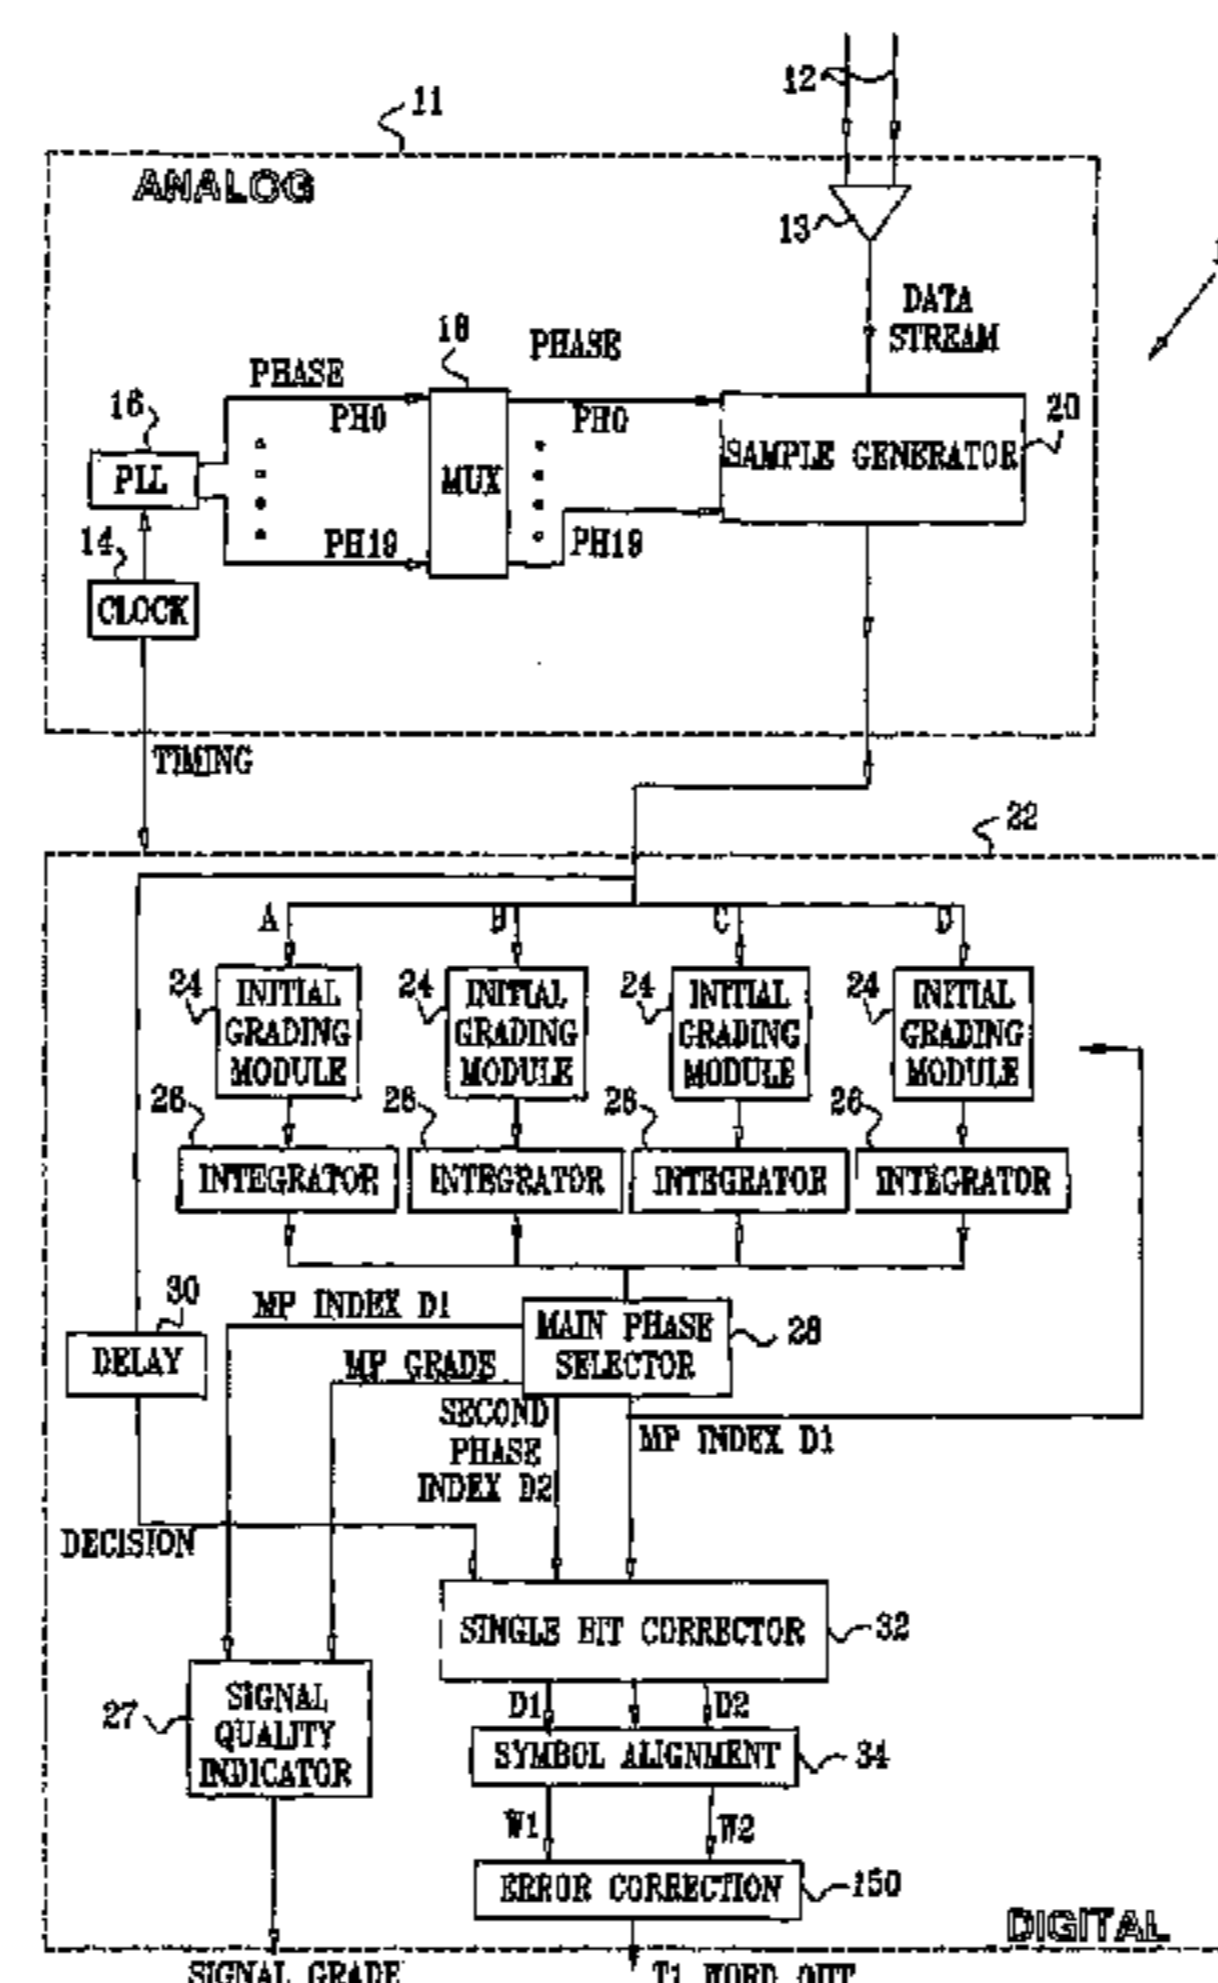 12
11
ANALOG
13
DATA
STREAM
18
PHASE
PHASE
16
PH0
PH0
20
PLL
MUX
SAMPLE GENERATOR
14
PH19
PH19
CLOCK
TIMING
22
A
B
C
D
24
INITIAL
GRADING
MODULE
24
INITIAL
GRADING
MODULE
24
INITIAL
GRADING
MODULE
24
INITIAL
GRADING
MODULE
26
26
26
26
INTEGRATOR
INTEGRATOR
INTEGRATOR
INTEGRATOR
30
MP INDEX D1
MAIN PHASE
SELECTOR
28
DELAY
MP GRADE
SECOND
PHASE
INDEX D2
MP INDEX D1
DECISION
SINGLE BIT CORRECTOR
32
27
SIGNAL
QUALITY
INDICATOR
D1
D2
SYMBOL ALIGNMENT
34
W1
W2
ERROR CORRECTION
150
DIGITAL
SIGNAL GRADE
T1 WORD OUT